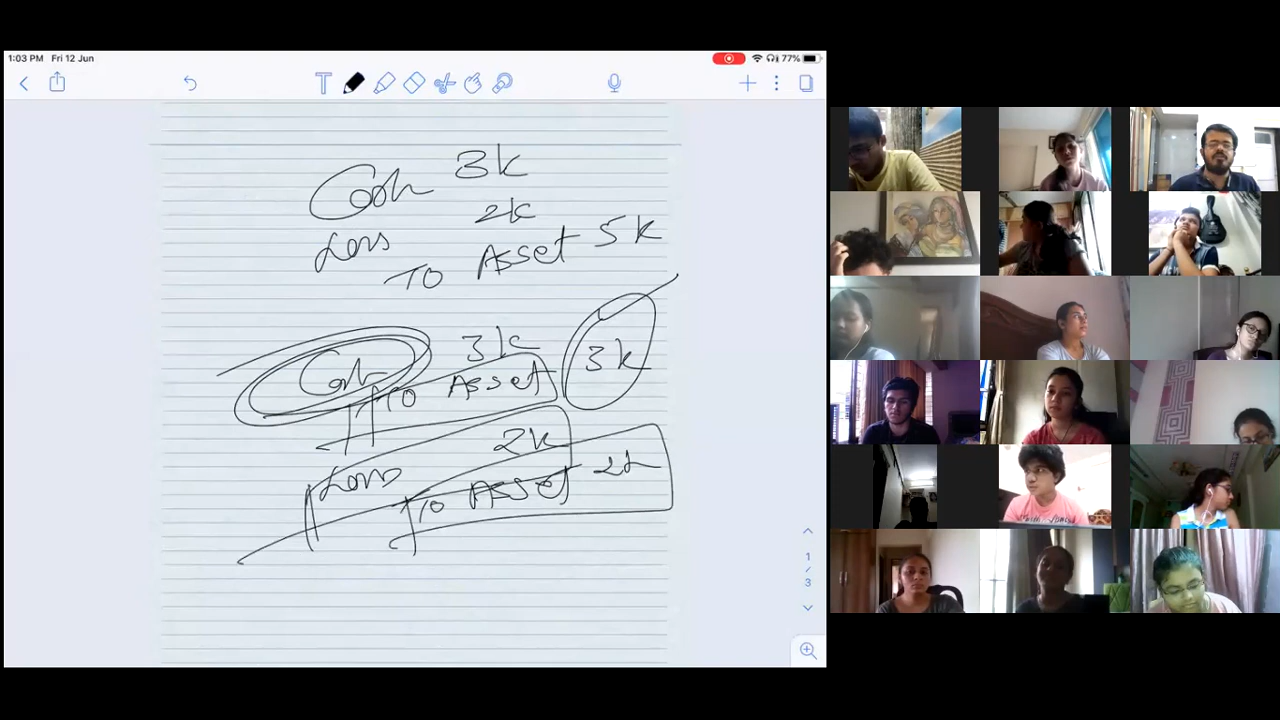 1:03 PM Fri 12 Jun
77%
T
Cash 3k
2k
Loss
To Asset 5k
Cash 3k
To Asset 3k
2k
Loss
To Asset 2k
1
/
3